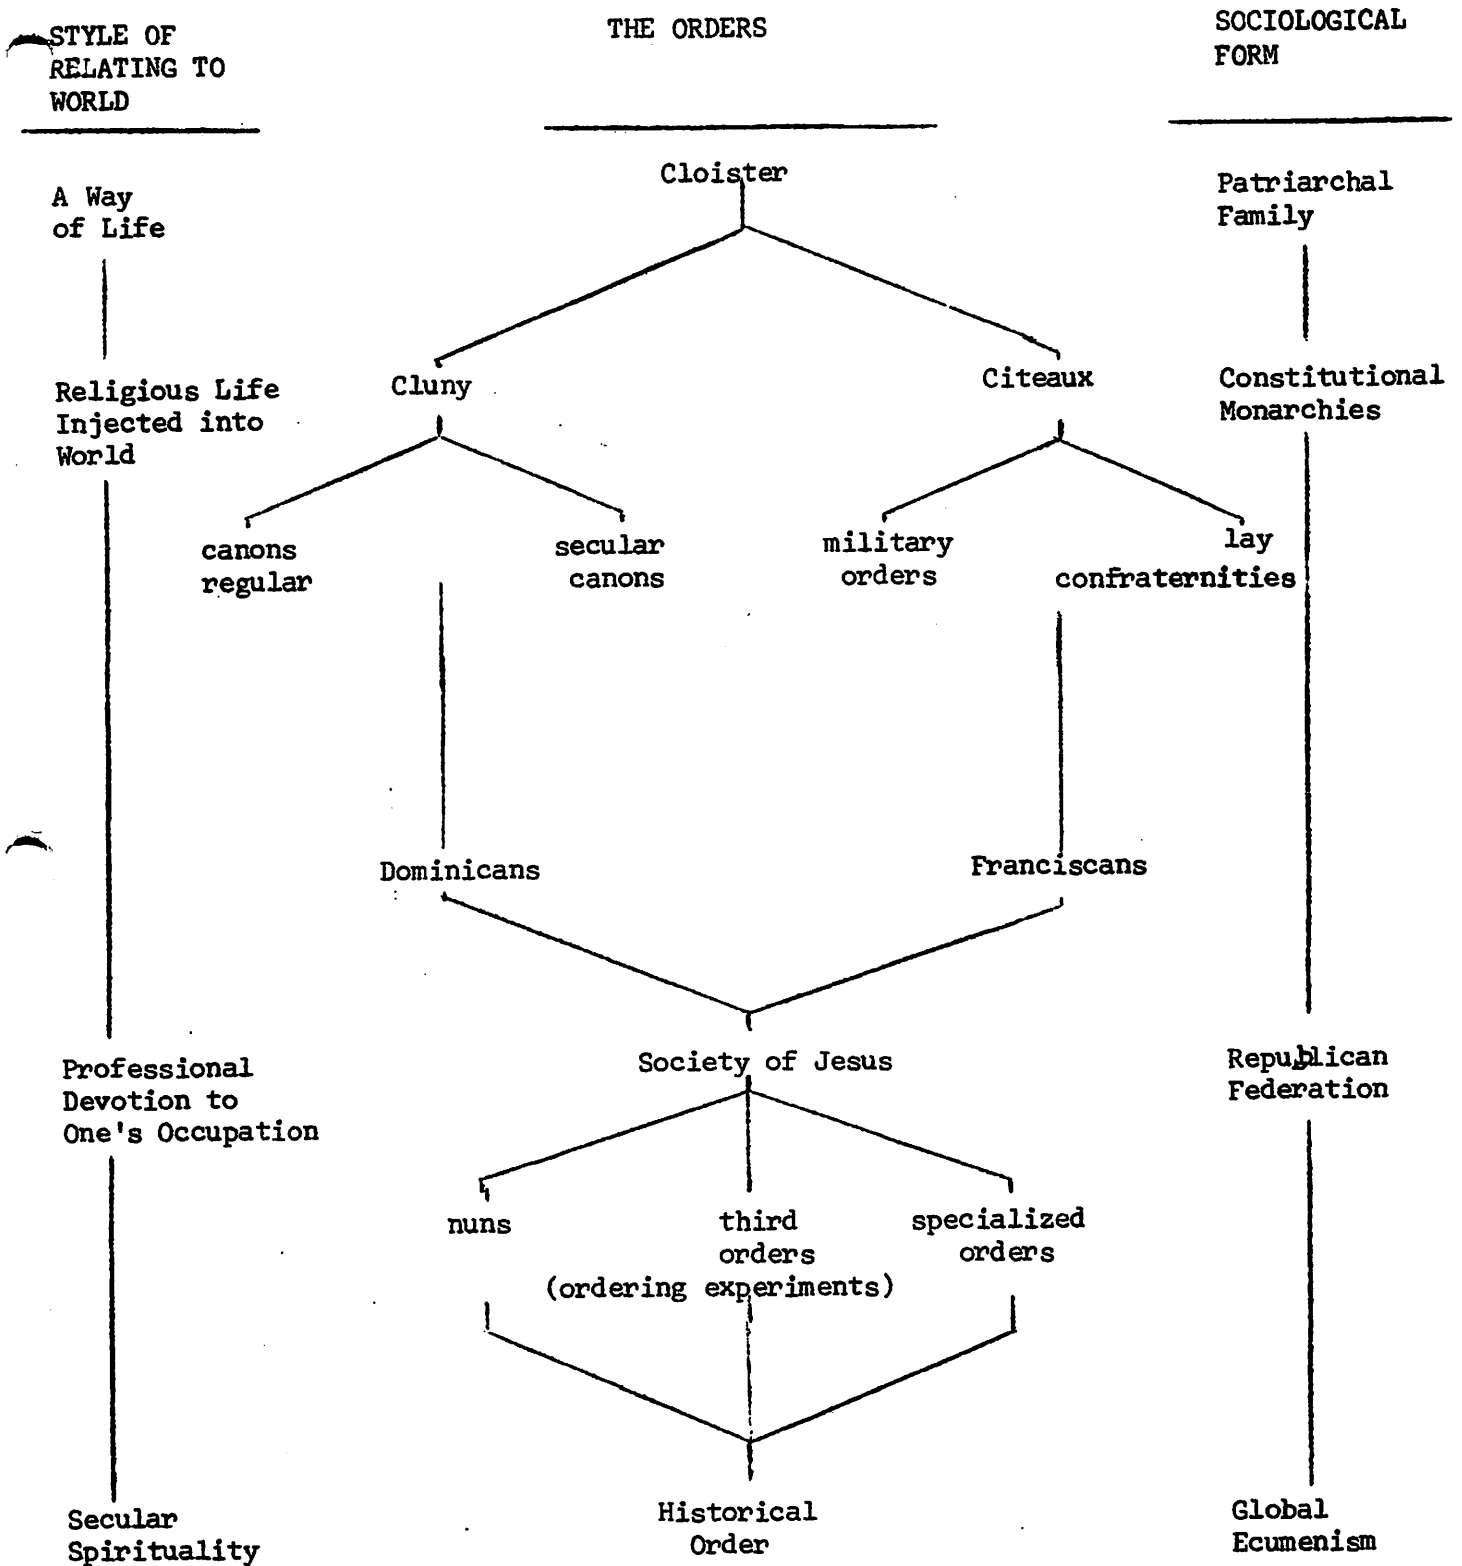 STYLE OF
RELATING TO
WORLD
THE ORDERS
SOCIOLOGICAL
FORM
A Way
of Life
Cloister
Patriarchal
Family
Religious Life
Injected into
World
Cluny
Citeaux
Constitutional
Monarchies
canons
regular
secular
canons
military
orders
lay
confraternities
Dominicans
Franciscans
Professional
Devotion to
One's Occupation
Society of Jesus
Republican
Federation
nuns
third
orders
(ordering experiments)
specialized
orders
Secular
Spirituality
Historical
Order
Global
Ecumenism